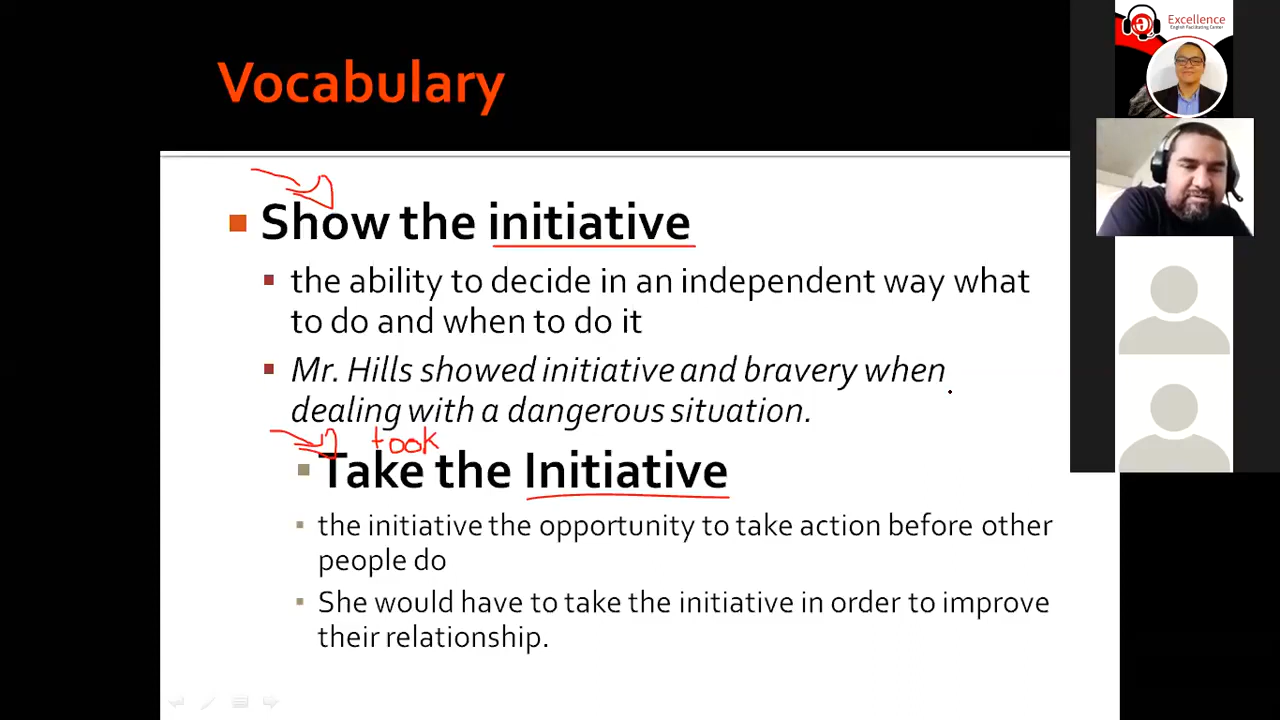 Vocabulary
Show the initiative
the ability to decide in an independent way what
to do and when to do it
Mr. Hills showed initiative and bravery when
dealing with a dangerous situation.
took
Take the Initiative
the initiative the opportunity to take action before other
people do
She would have to take the initiative in order to improve
their relationship.
Excellence
English Facilitating Center